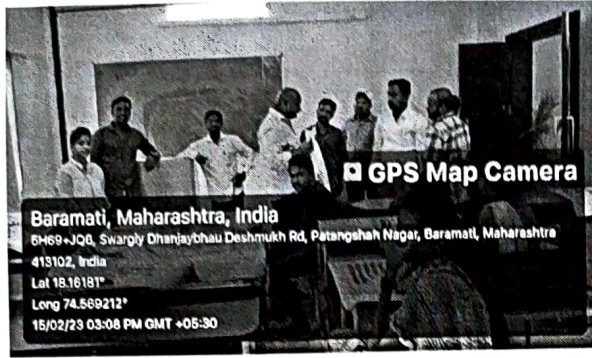 GPS Map Camera
Baramati, Maharashtra, India
6H69+JQ6, Swargiy Dhanjaybhau Deshmukh Rd, Patangshah Nagar, Baramati, Maharashtra
413102, India
Lat 18.16181°
Long 74.569212°
15/02/23 03:08 PM GMT +05:30